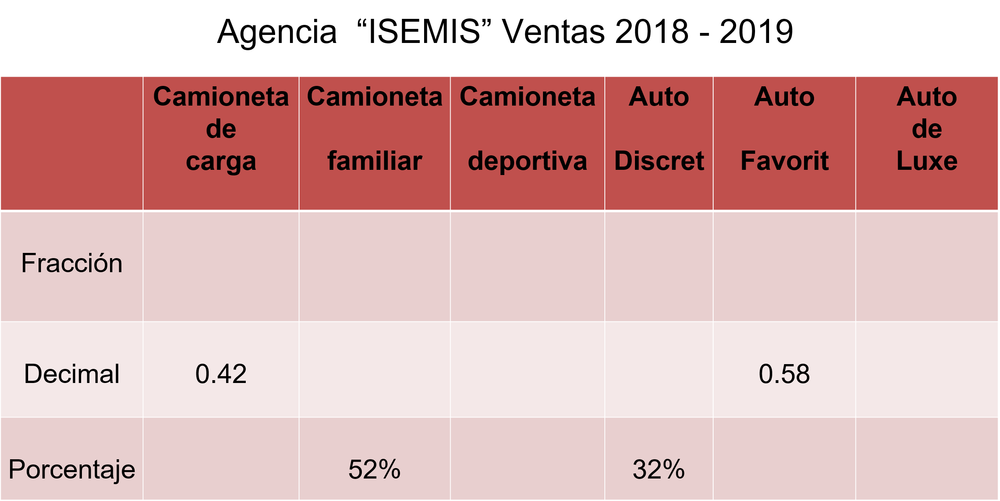 Agencia  “ISEMIS” Ventas 2018 - 2019
Camioneta de carga
Camioneta familiar
Camioneta deportiva
Auto Discret
Auto Favorit
Auto de Luxe
Fracción
Decimal 0.42 0.58
Porcentaje 52% 32%